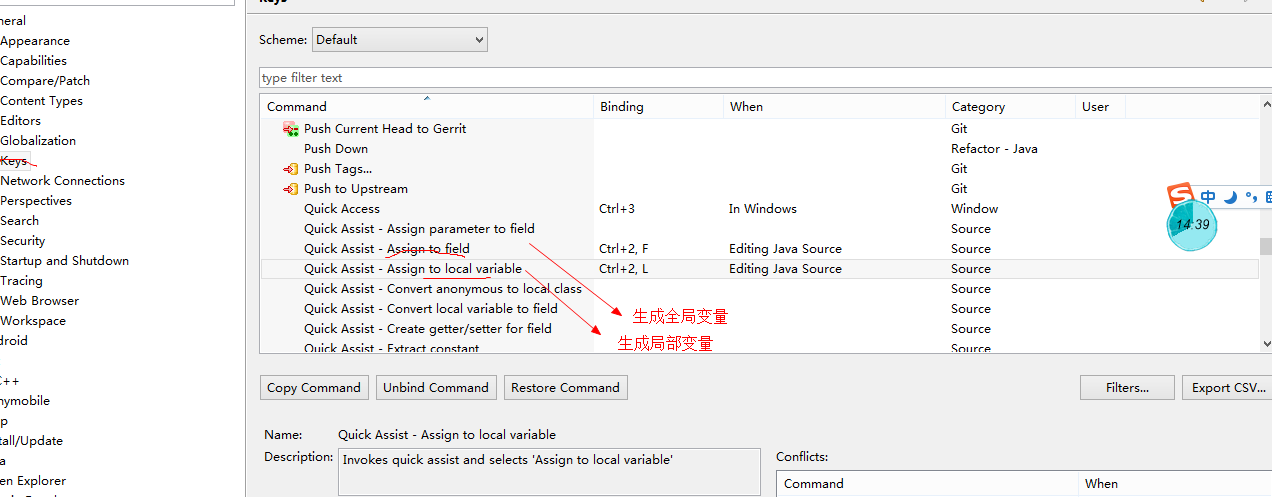 neral
Appearance
Capabilities
Compare/Patch
Content Types
Editors
Globalization
Keys
Network Connections
Perspectives
Search
Security
Startup and Shutdown
Tracing
Web Browser
Workspace
droid
C++
nymobile
p
tall/Update
a
en Explorer
Keys
Scheme: Default
type filter text
Command Binding When Category User
Push Current Head to Gerrit Git
Push Down Refactor - Java
Push Tags... Git
Push to Upstream Git
Quick Access Ctrl+3 In Windows Window
Quick Assist - Assign parameter to field Source
Quick Assist - Assign to field Ctrl+2, F Editing Java Source Source
Quick Assist - Assign to local variable Ctrl+2, L Editing Java Source Source
Quick Assist - Convert anonymous to local class Source
Quick Assist - Convert local variable to field Source
Quick Assist - Create getter/setter for field Source
Quick Assist - Extract constant Source
生成全局变量
生成局部变量
中
14:39
Copy Command Unbind Command Restore Command Filters... Export CSV...
Name: Quick Assist - Assign to local variable
Description: Invokes quick assist and selects 'Assign to local variable'
Conflicts:
Command When